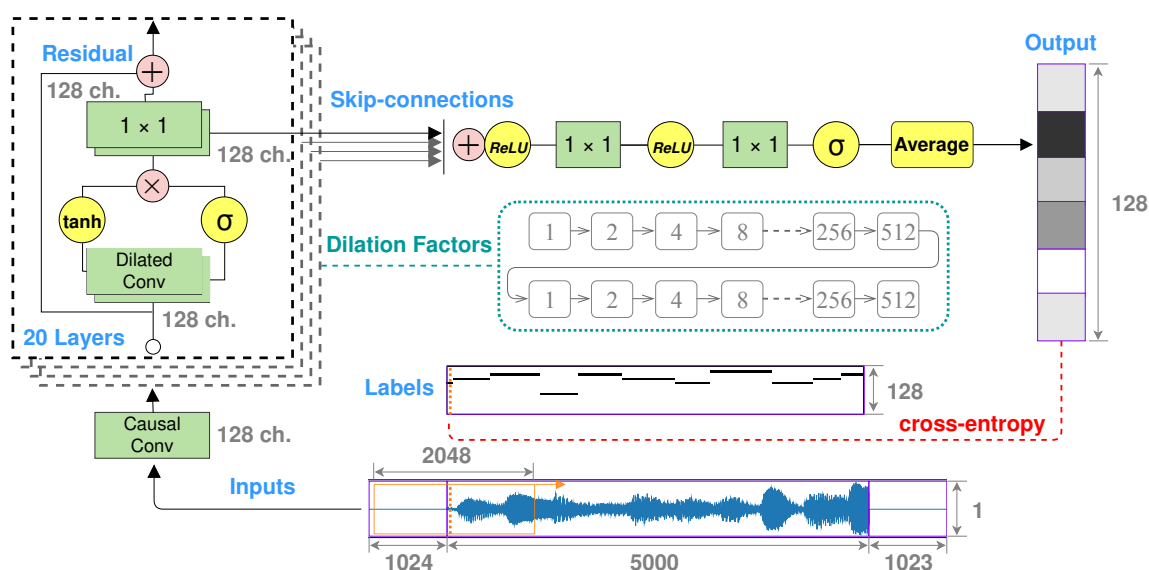 Residual
+
128 ch.
1 × 1
128 ch.
×
tanh
σ
Dilated
Conv
128 ch.
20 Layers
Causal
Conv
128 ch.
Skip-connections
+
ReLU
1 × 1
ReLU
1 × 1
σ
Average
Output
128
Dilation Factors
1
2
4
8
256
512
1
2
4
8
256
512
Labels
128
cross-entropy
2048
Inputs
1
1024
5000
1023